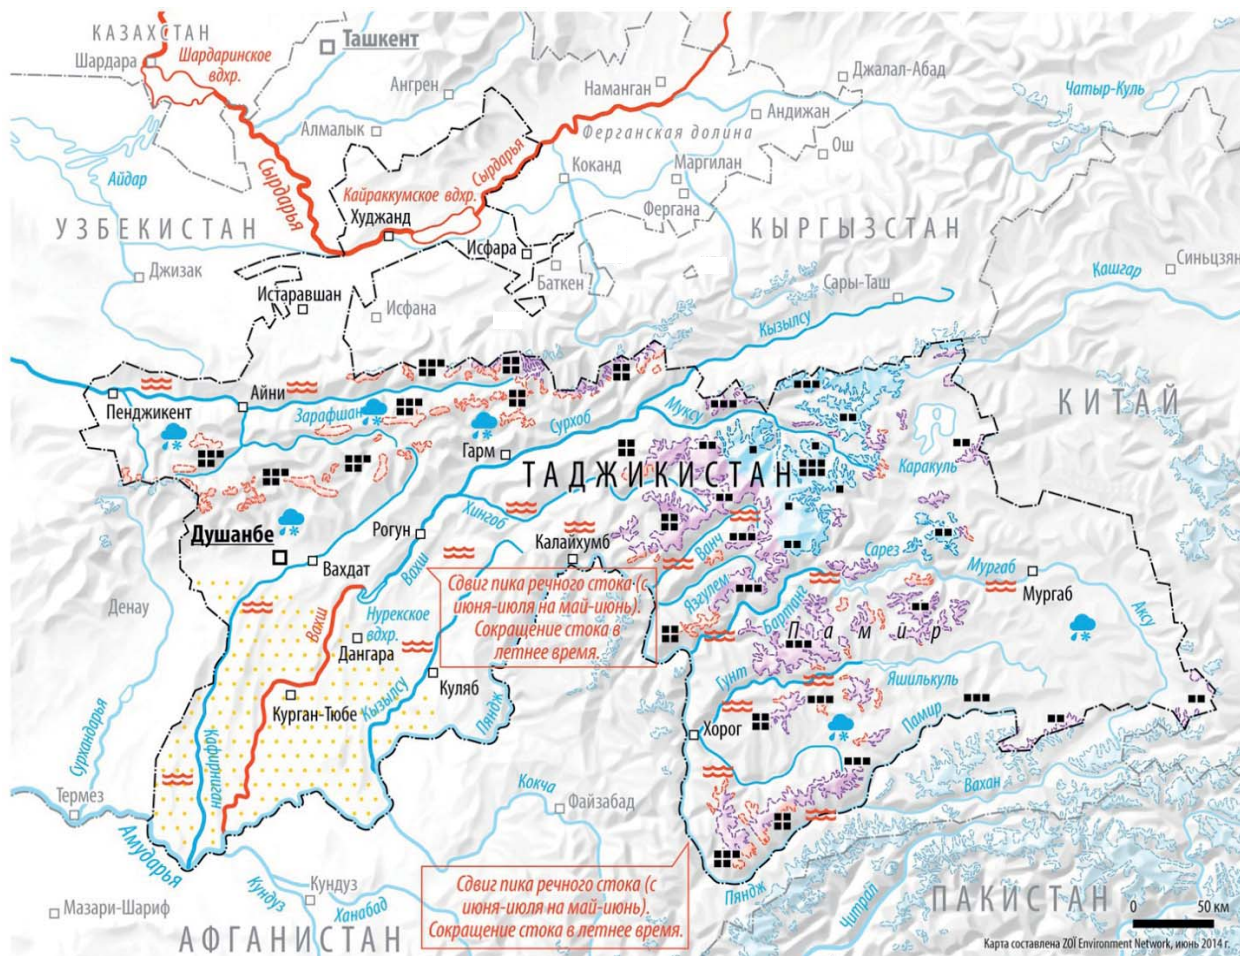 КАЗАХСТАН
Шардара
Шардаринское
вдхр.
Ташкент
Ангрен
Наманган
Джалал-Абад
Чатыр-Куль
Алмалык
Андижан
Ферганская долина
Ош
Айдар
Сырдарья
Сырдарья
Кайраккумское вдхр.
Коканд
Маргилан
Фергана
УЗБЕКИСТАН
Худжанд
Исфара
КЫРГЫЗСТАН
Джизак
Баткен
Синьцзян
Кашгар
Истаравшан
Исфана
Сары-Таш
Кызылсу
Пенджикент
Айни
Зарафшан
Сурхоб
Муксу
КИТАЙ
Гарм
Каракуль
ТАДЖИКИСТАН
Хингоб
Душанбе
Рогун
Калайхумб
Ванч
Сарез
Вахдат
Вахш
Язгулем
Мургаб
Мургаб
Денау
Бартанг
Аксу
Вахш
Нурекское
вдхр.
Сдвиг пика речного стока (с
июня-июля на май-июнь).
Сокращение стока в
летнее время.
Памир
Дангара
Куляб
Гунт
Яшилькуль
Курган-Тюбе
Кызылсу
Пяндж
Хорог
Памир
Сурхандарья
Кафирниган
Вахан
Термез
Кокча
Файзабад
Амударья
Кундуз
Кундуз
Ханабад
Мазари-Шариф
АФГАНИСТАН
Сдвиг пика речного стока (с
июня-июля на май-июнь).
Сокращение стока в летнее время.
Пяндж
Читрал
ПАКИСТАН
0 50 км
Карта составлена ZOÏ Environment Network, июнь 2014 г.